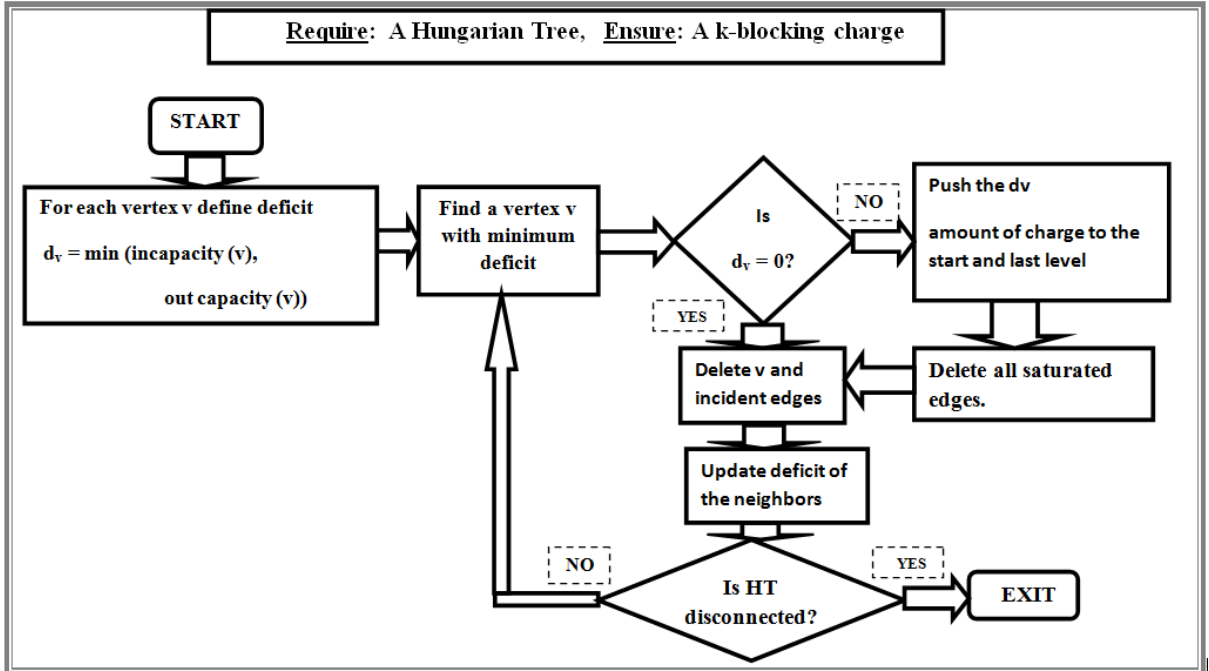 Require: A Hungarian Tree, Ensure: A k-blocking charge
START
For each vertex v define deficit
dv = min (incapacity (v),
out capacity (v))
Find a vertex v
with minimum
deficit
Is
dv = 0?
NO
Push the dv
amount of charge to the
start and last level
YES
Delete v and
incident edges
Delete all saturated
edges.
Update deficit of
the neighbors
NO
Is HT
disconnected?
YES
EXIT